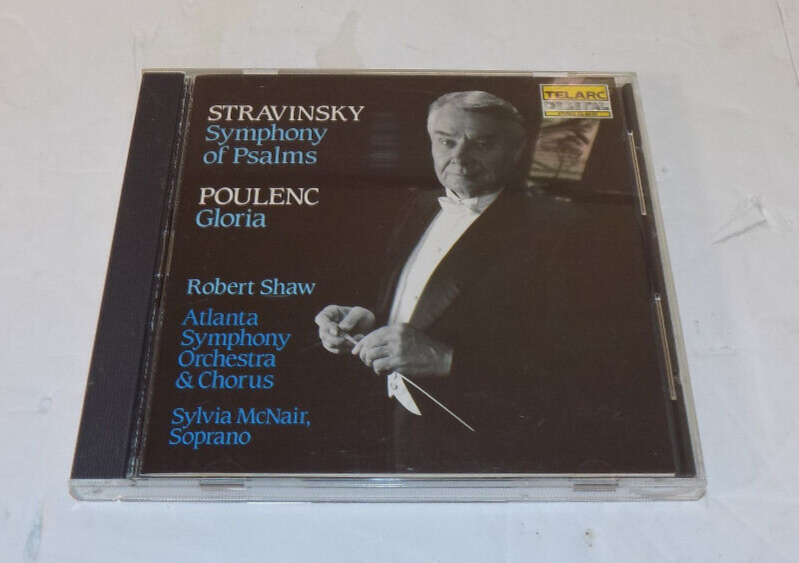 STRAVINSKY
Symphony
of Psalms
POULENC
Gloria
Robert Shaw
Atlanta
Symphony
Orchestra
& Chorus
Sylvia McNair,
Soprano
TELARC
DIGITAL